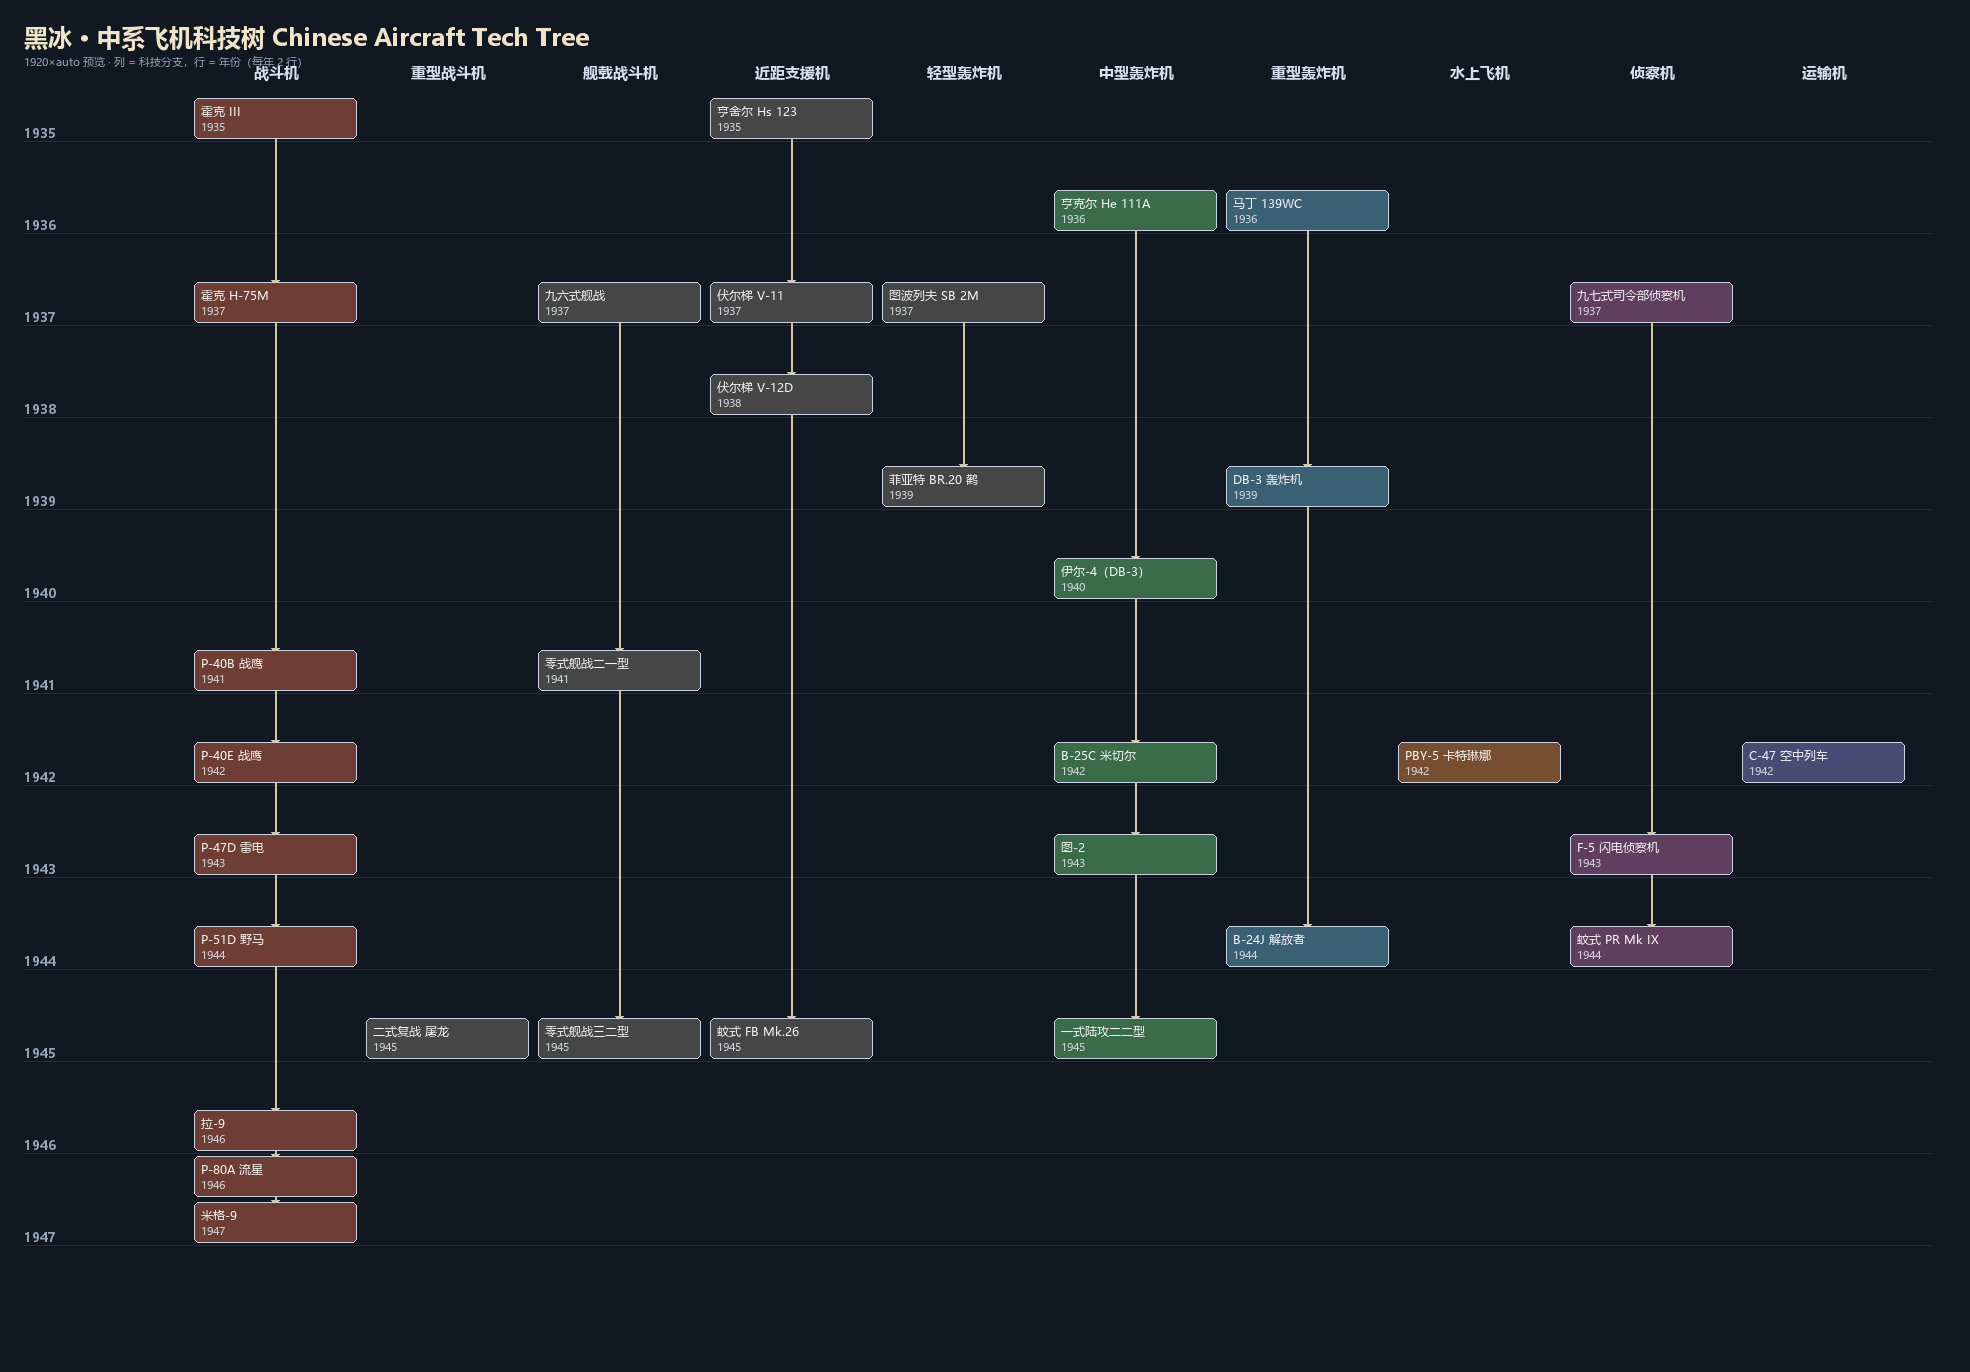 黑冰 • 中系飞机科技树 Chinese Aircraft Tech Tree
1920×auto 预览 · 列 = 科技分支，行 = 年份（每年 2 行）
战斗机
重型战斗机
舰载战斗机
近距支援机
轻型轰炸机
中型轰炸机
重型轰炸机
水上飞机
侦察机
运输机
霍克 III
1935
亨舍尔 Hs 123
1935
1935
亨克尔 He 111A
1936
马丁 139WC
1936
1936
霍克 H-75M
1937
九六式舰战
1937
伏尔梯 V-11
1937
图波列夫 SB 2M
1937
九七式司令部侦察机
1937
1937
伏尔梯 V-12D
1938
1938
菲亚特 BR.20 鹳
1939
DB-3 轰炸机
1939
1939
伊尔-4（DB-3）
1940
1940
P-40B 战鹰
1941
零式舰战二一型
1941
1941
P-40E 战鹰
1942
B-25C 米切尔
1942
PBY-5 卡特琳娜
1942
C-47 空中列车
1942
1942
P-47D 雷电
1943
图-2
1943
F-5 闪电侦察机
1943
1943
P-51D 野马
1944
B-24J 解放者
1944
蚊式 PR Mk IX
1944
1944
二式复战 屠龙
1945
零式舰战三二型
1945
蚊式 FB Mk.26
1945
一式陆攻二二型
1945
1945
拉-9
1946
1946
P-80A 流星
1946
米格-9
1947
1947